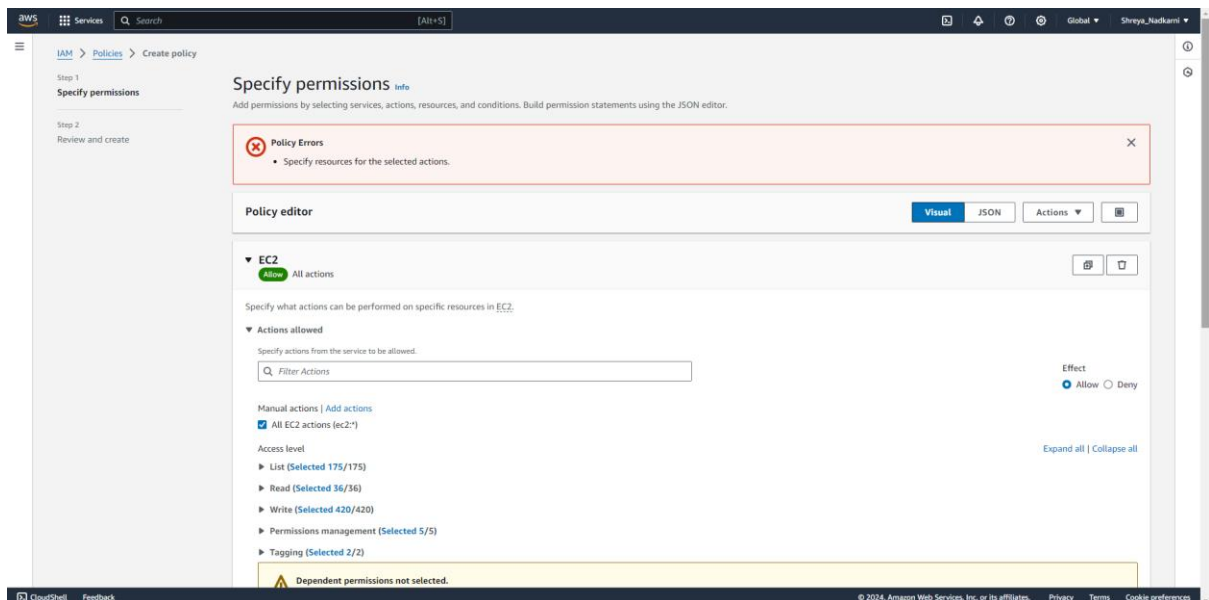 aws Services Search [Alt+S] Global Shreya_Nadkarni
IAM > Policies > Create policy
Step 1
Specify permissions
Step 2
Review and create
Specify permissions Info
Add permissions by selecting services, actions, resources, and conditions. Build permission statements using the JSON editor.
Policy Errors
• Specify resources for the selected actions.
Policy editor Visual JSON Actions
EC2
Allow All actions
Specify what actions can be performed on specific resources in EC2.
Actions allowed
Specify actions from the service to be allowed.
Filter Actions
Effect
Allow Deny
Manual actions | Add actions
All EC2 actions (ec2:*)
Access level Expand all | Collapse all
List (Selected 175/175)
Read (Selected 36/36)
Write (Selected 420/420)
Permissions management (Selected 5/5)
Tagging (Selected 2/2)
Dependent permissions not selected.
CloudShell Feedback © 2024, Amazon Web Services, Inc. or its affiliates. Privacy Terms Cookie preferences